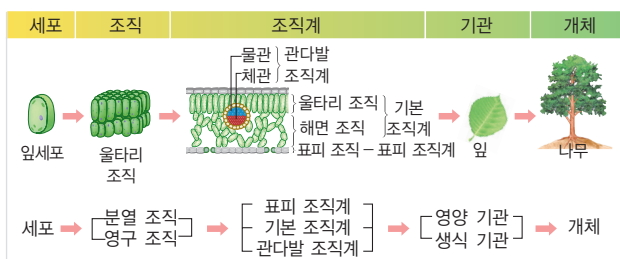 세포 조직 조직계 기관 개체
물관 관다발
체관 조직계
울타리 조직 기본
해면 조직 조직계
표피 조직 – 표피 조직계
잎세포 울타리 조직 잎 나무
표피 조직계
분열 조직 영양 기관
세포 기본 조직계 개체
영구 조직 생식 기관
관다발 조직계